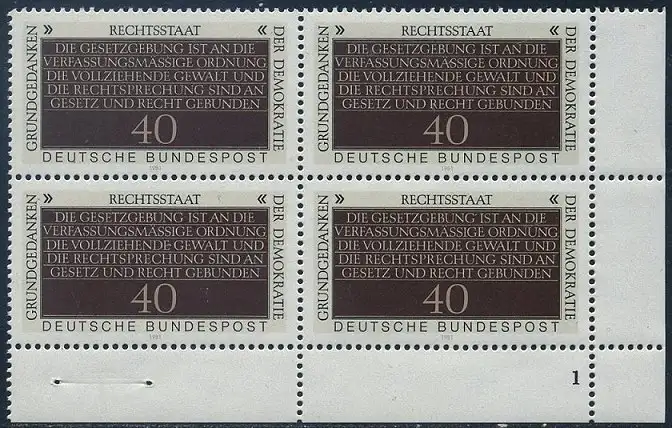 » RECHTSSTAAT «
GRUNDGEDANKEN
DIE GESETZGEBUNG IST AN DIE
VERFASSUNGSMÄSSIGE ORDNUNG
DIE VOLLZIEHENDE GEWALT UND
DIE RECHTSPRECHUNG SIND AN
GESETZ UND RECHT GEBUNDEN
DER DEMOKRATIE
40
DEUTSCHE BUNDESPOST
1981
» RECHTSSTAAT «
GRUNDGEDANKEN
DIE GESETZGEBUNG IST AN DIE
VERFASSUNGSMÄSSIGE ORDNUNG
DIE VOLLZIEHENDE GEWALT UND
DIE RECHTSPRECHUNG SIND AN
GESETZ UND RECHT GEBUNDEN
DER DEMOKRATIE
40
DEUTSCHE BUNDESPOST
1981
» RECHTSSTAAT «
GRUNDGEDANKEN
DIE GESETZGEBUNG IST AN DIE
VERFASSUNGSMÄSSIGE ORDNUNG
DIE VOLLZIEHENDE GEWALT UND
DIE RECHTSPRECHUNG SIND AN
GESETZ UND RECHT GEBUNDEN
DER DEMOKRATIE
40
DEUTSCHE BUNDESPOST
1981
» RECHTSSTAAT «
GRUNDGEDANKEN
DIE GESETZGEBUNG IST AN DIE
VERFASSUNGSMÄSSIGE ORDNUNG
DIE VOLLZIEHENDE GEWALT UND
DIE RECHTSPRECHUNG SIND AN
GESETZ UND RECHT GEBUNDEN
DER DEMOKRATIE
40
DEUTSCHE BUNDESPOST
1981
1